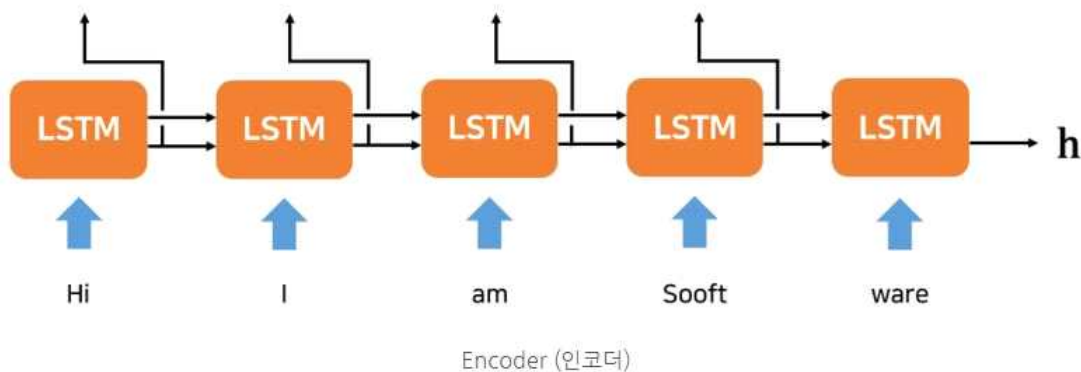 LSTM LSTM LSTM LSTM LSTM
h
Hi I am Sooft ware
Encoder (인코더)